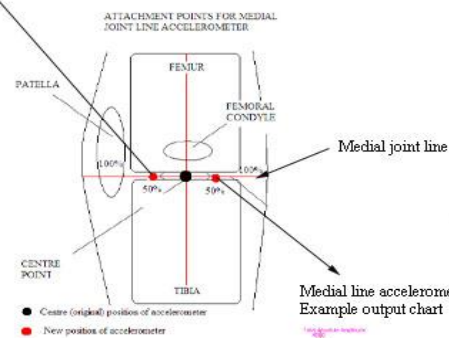 ATTACHMENT POINTS FOR MEDIAL
JOINT LINE ACCELEROMETER
FEMUR
PATELLA
FEMORAL
CONDYLE
Medial joint line
100%
100%
50%
50%
CENTRE
POINT
TIBIA
Medial line accelerome
Example output chart
Centre (original) position of accelerometer
New position of accelerometer